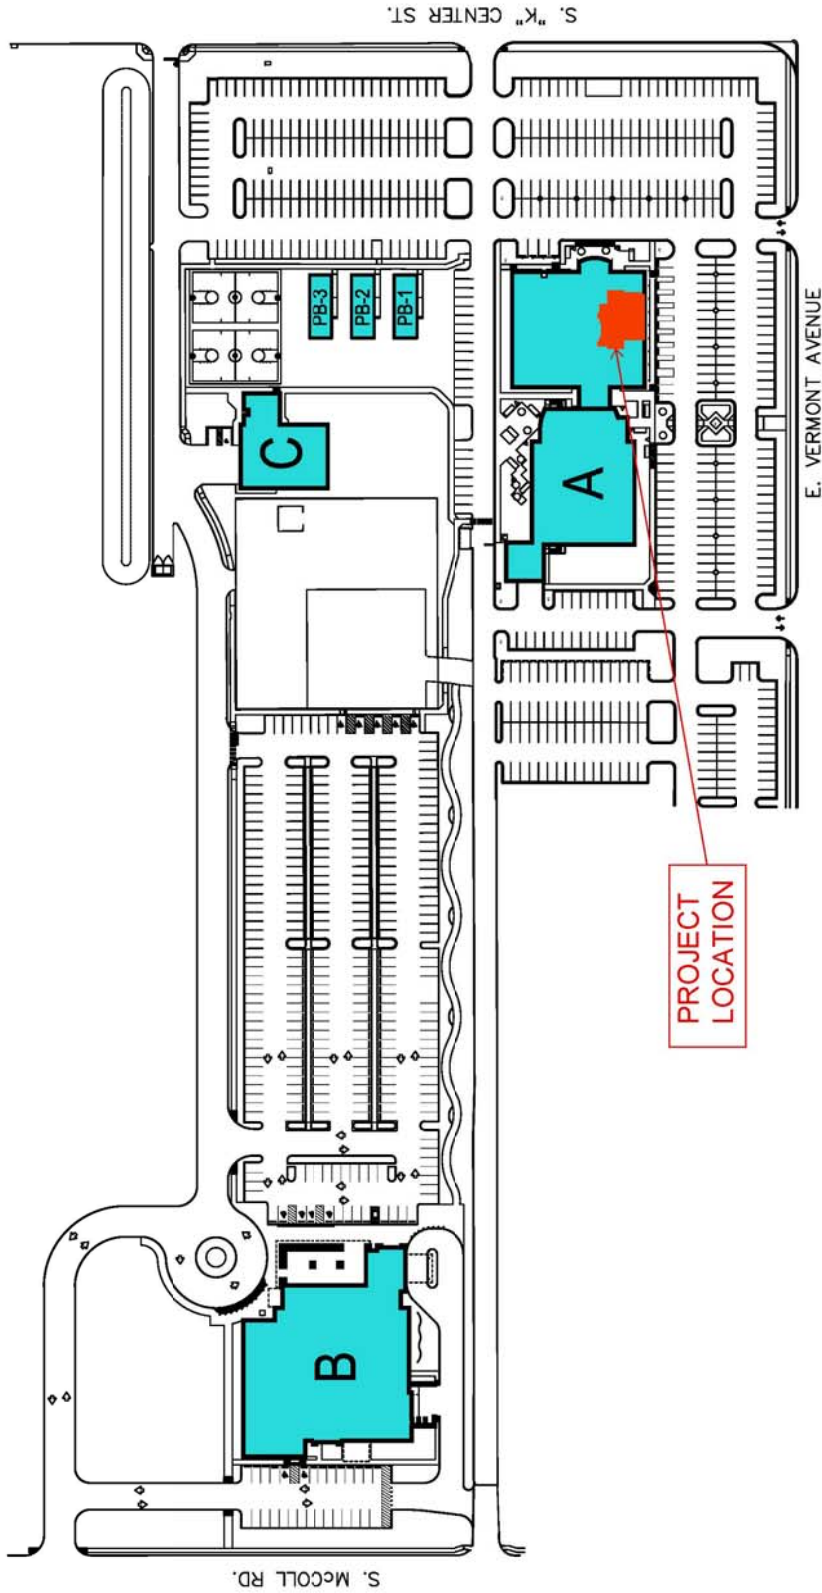 S. "K" CENTER ST.
PB-3
PB-2
PB-1
C
A
E. VERMONT AVENUE
PROJECT
LOCATION
B
S. McCOLL RD.